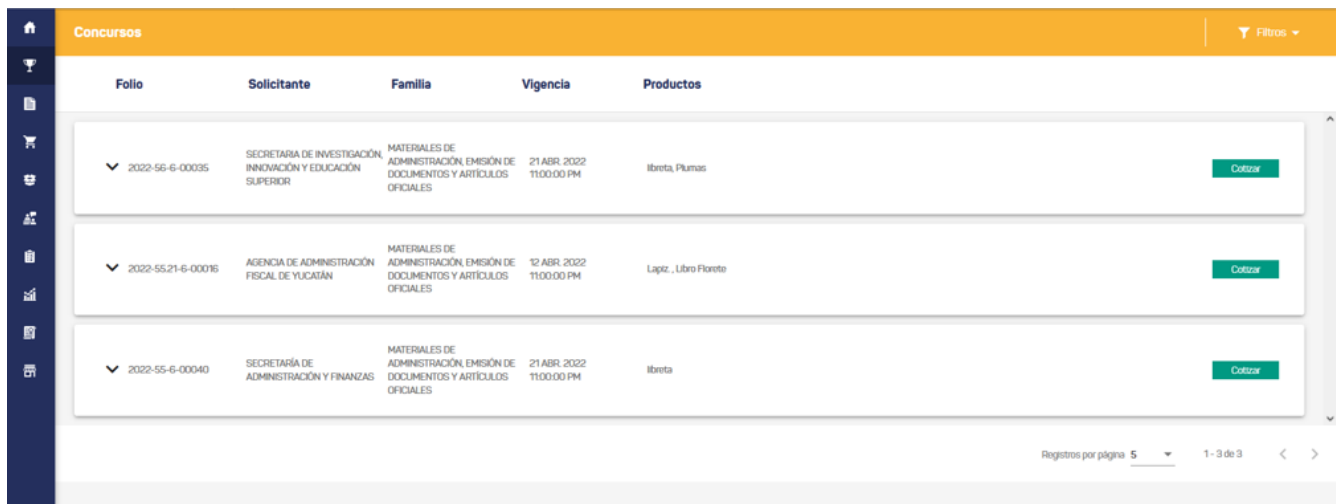 Concursos
Filtros
Folio Solicitante Familia Vigencia Productos
2022-56-6-00035
SECRETARIA DE INVESTIGACIÓN,
INNOVACIÓN Y EDUCACIÓN
SUPERIOR
MATERIALES DE
ADMINISTRACIÓN, EMISIÓN DE
DOCUMENTOS Y ARTÍCULOS
OFICIALES
21 ABR. 2022
11:00:00 PM
libreta, Plumas
Cotizar
2022-55.21-6-00016
AGENCIA DE ADMINISTRACIÓN
FISCAL DE YUCATÁN
MATERIALES DE
ADMINISTRACIÓN, EMISIÓN DE
DOCUMENTOS Y ARTÍCULOS
OFICIALES
12 ABR. 2022
11:00:00 PM
Lapiz. , Libro Florete
Cotizar
2022-55-6-00040
SECRETARÍA DE
ADMINISTRACIÓN Y FINANZAS
MATERIALES DE
ADMINISTRACIÓN, EMISIÓN DE
DOCUMENTOS Y ARTÍCULOS
OFICIALES
21 ABR. 2022
11:00:00 PM
libreta
Cotizar
Registros por página 5 1 - 3 de 3